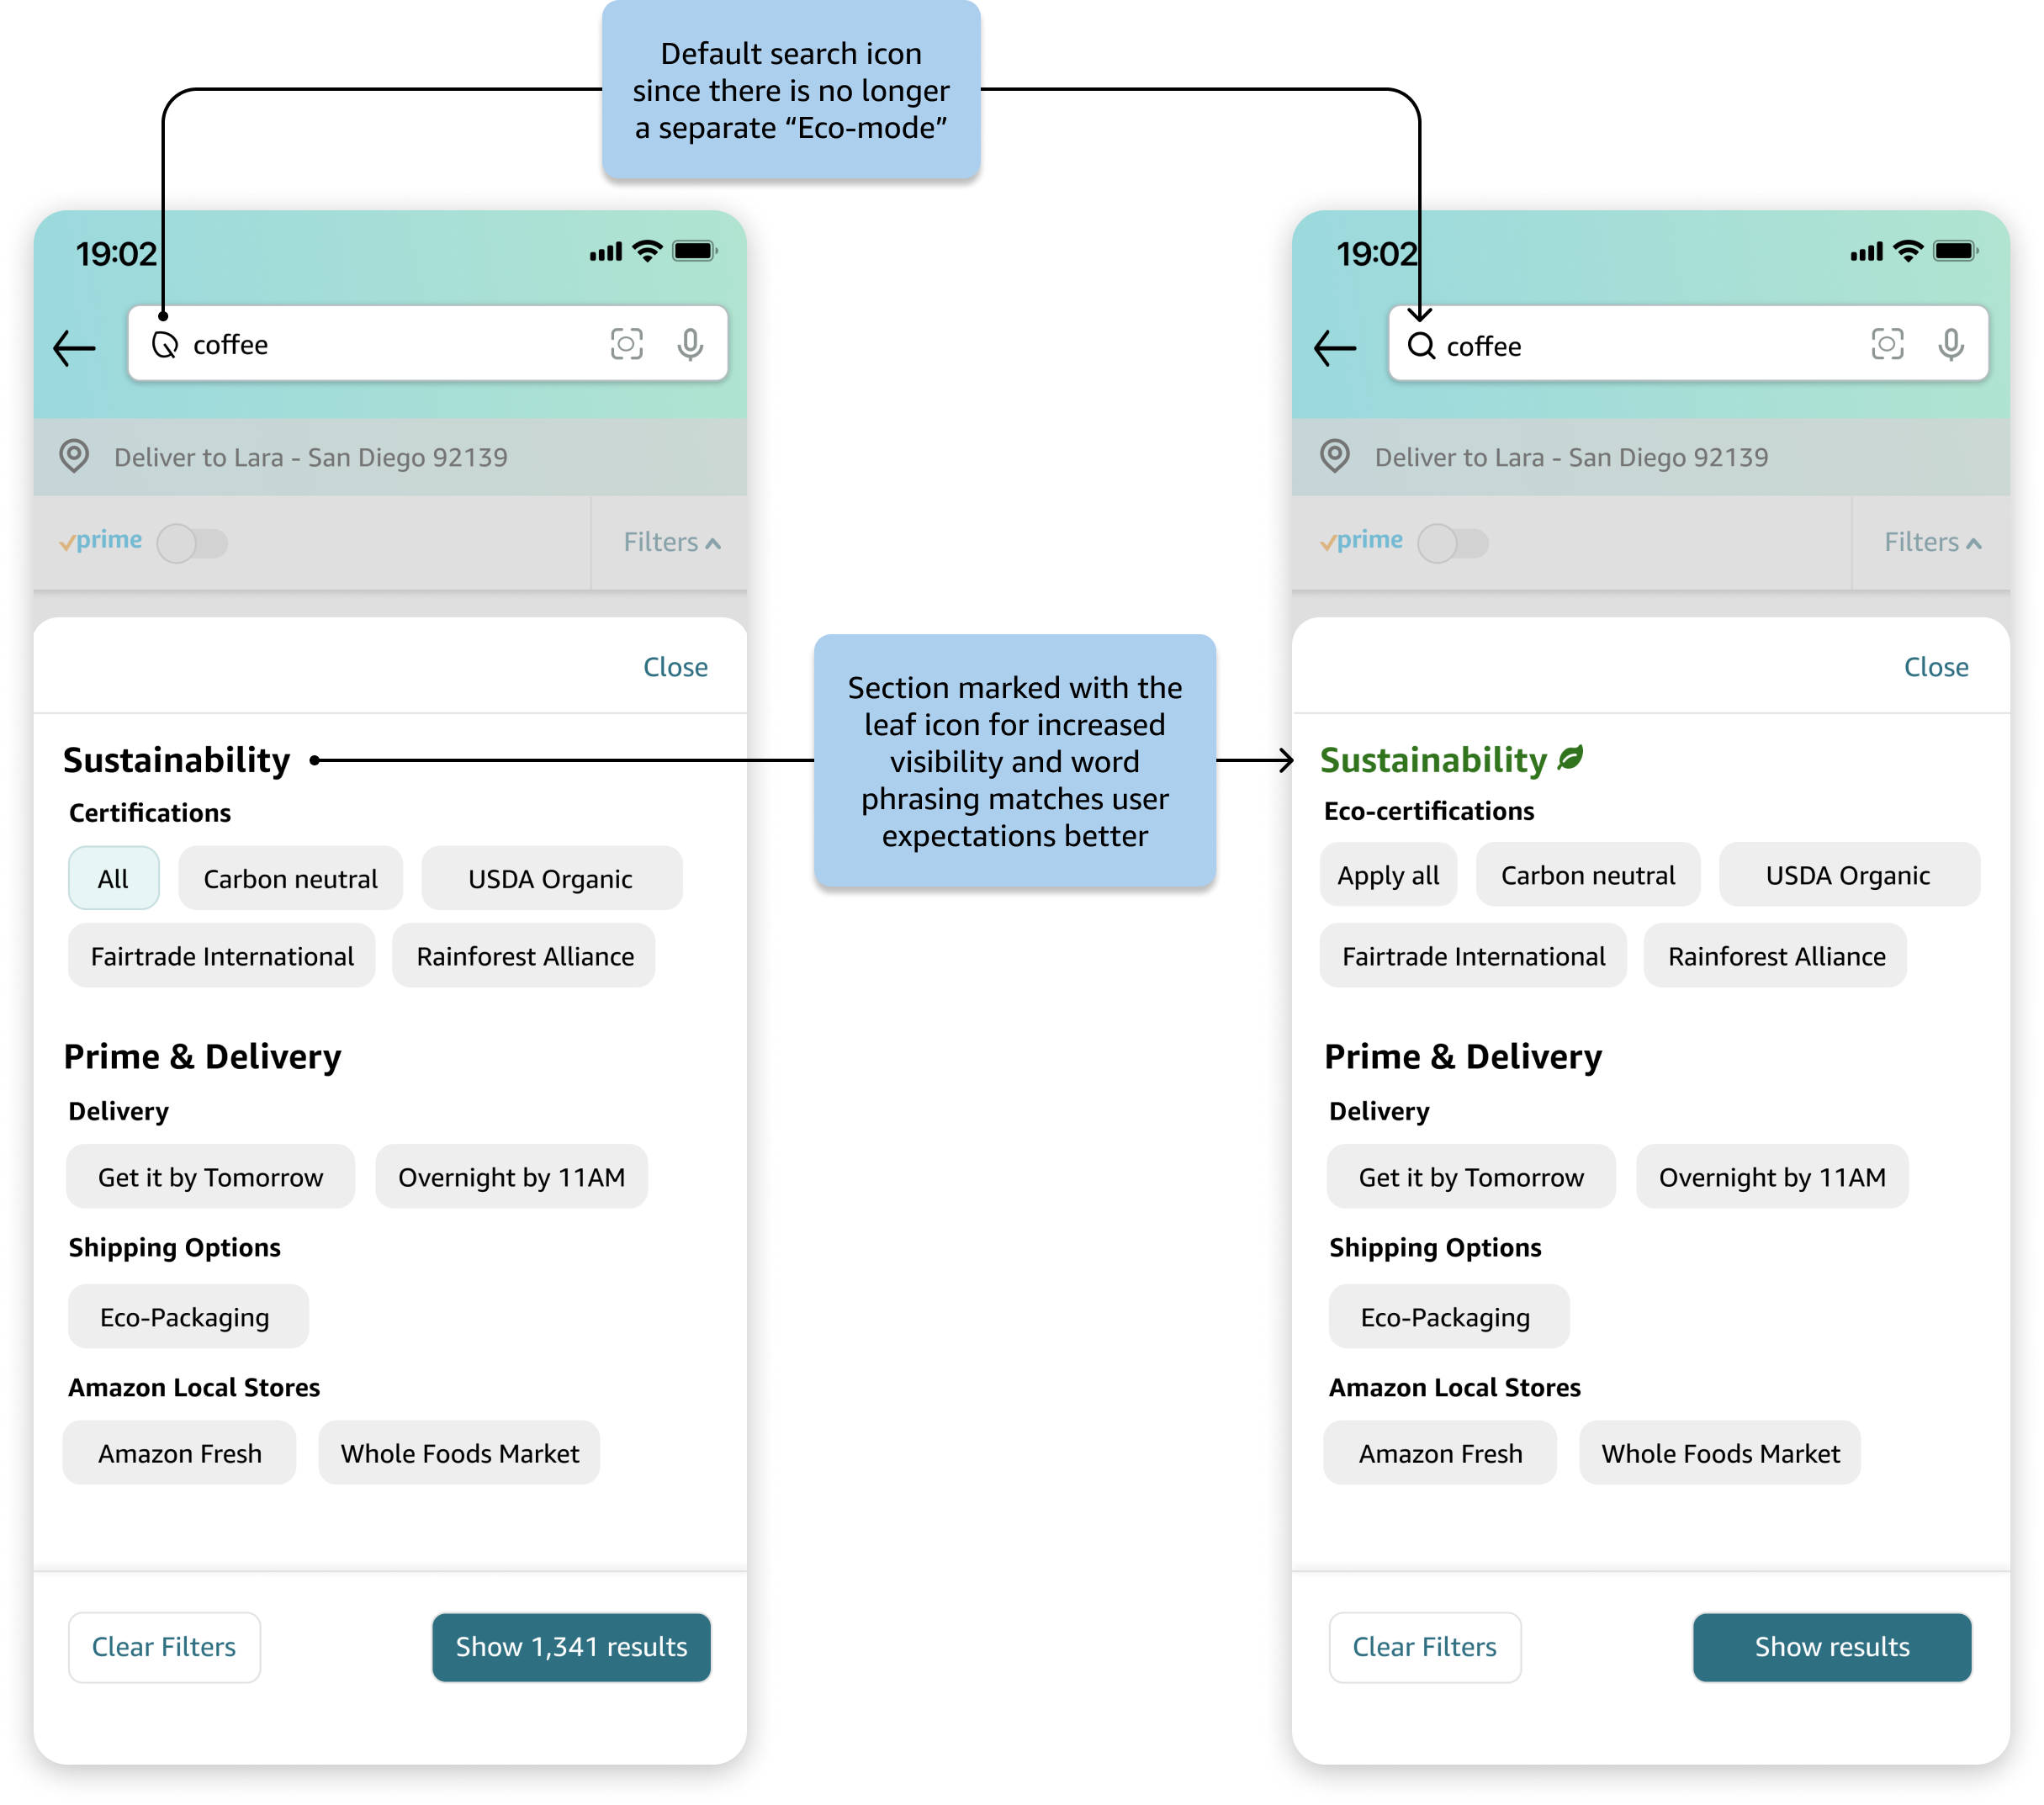 Default search icon
since there is no longer
a separate “Eco-mode”
19:02
coffee
Deliver to Lara - San Diego 92139
prime
Filters
Close
Sustainability
Certifications
All
Carbon neutral
USDA Organic
Fairtrade International
Rainforest Alliance
Prime & Delivery
Delivery
Get it by Tomorrow
Overnight by 11AM
Shipping Options
Eco-Packaging
Amazon Local Stores
Amazon Fresh
Whole Foods Market
Clear Filters
Show 1,341 results
Section marked with the
leaf icon for increased
visibility and word
phrasing matches user
expectations better
19:02
coffee
Deliver to Lara - San Diego 92139
prime
Filters
Close
Sustainability
Eco-certifications
Apply all
Carbon neutral
USDA Organic
Fairtrade International
Rainforest Alliance
Prime & Delivery
Delivery
Get it by Tomorrow
Overnight by 11AM
Shipping Options
Eco-Packaging
Amazon Local Stores
Amazon Fresh
Whole Foods Market
Clear Filters
Show results